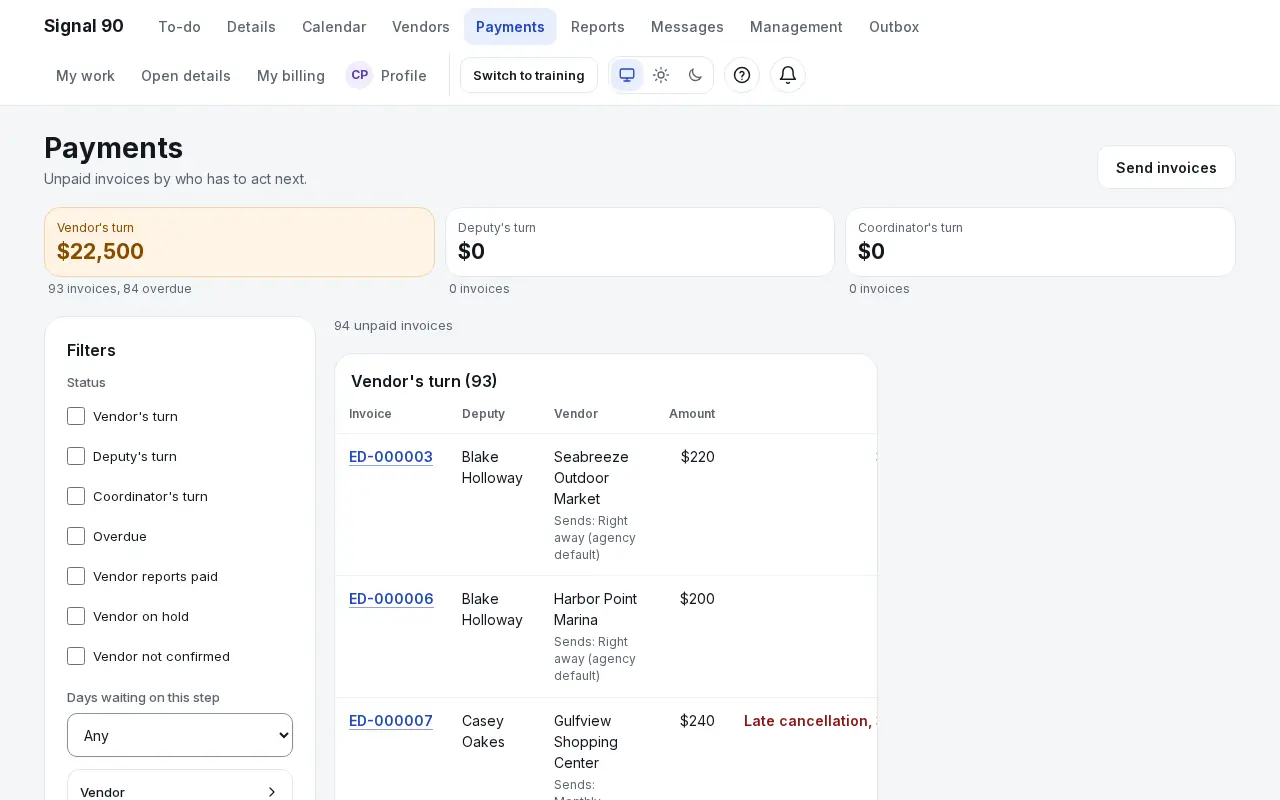 Signal 90
To-do
Details
Calendar
Vendors
Payments
Reports
Messages
Management
Outbox
My work
Open details
My billing
CP
Profile
Switch to training
Payments
Unpaid invoices by who has to act next.
Send invoices
Vendor's turn
$22,500
93 invoices, 84 overdue
Deputy's turn
$0
0 invoices
Coordinator's turn
$0
0 invoices
Filters
Status
Vendor's turn
Deputy's turn
Coordinator's turn
Overdue
Vendor reports paid
Vendor on hold
Vendor not confirmed
Days waiting on this step
Any
Vendor
94 unpaid invoices
Vendor's turn (93)
Invoice Deputy Vendor Amount
ED-000003
Blake
Holloway
Seabreeze
Outdoor
Market
Sends: Right
away (agency
default)
$220
ED-000006
Blake
Holloway
Harbor Point
Marina
Sends: Right
away (agency
default)
$200
ED-000007
Casey
Oakes
Gulfview
Shopping
Center
Sends:
Monthly
$240
Late cancellation,